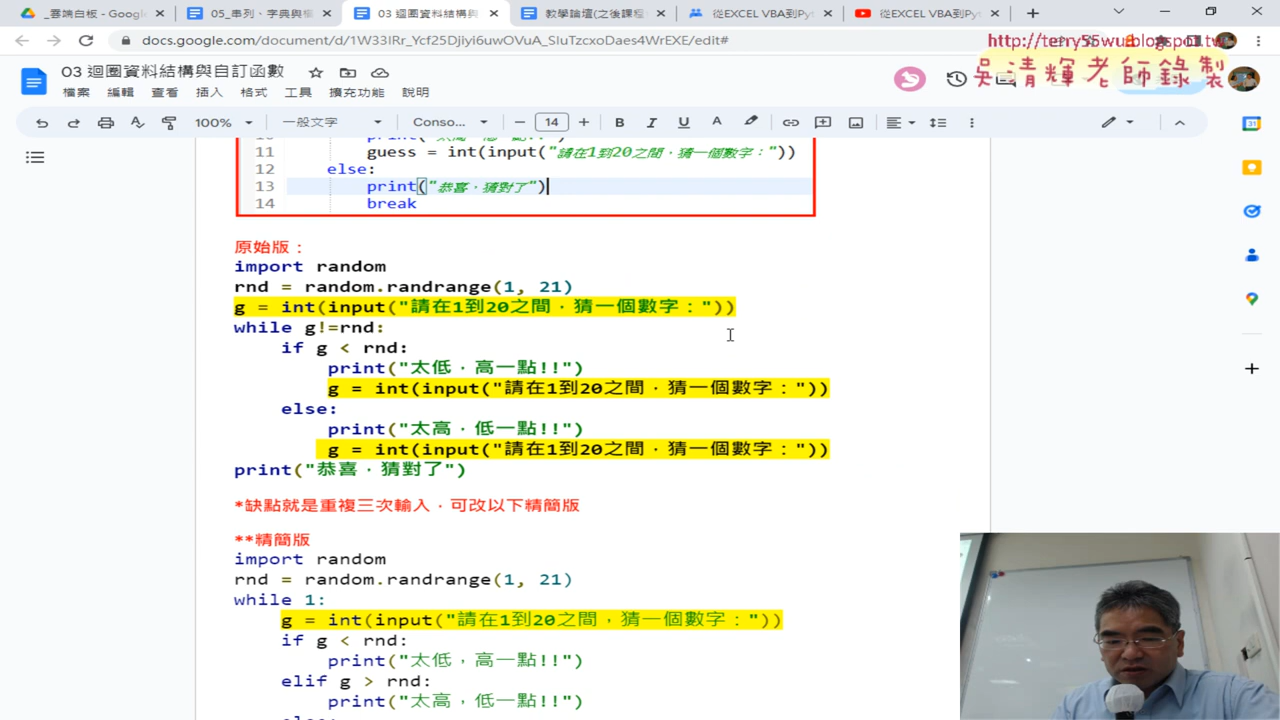 _雲端白板 - Google
05_串列、字典與檔
03 迴圈資料結構與
教學論壇(之後課程
從EXCEL VBA到Pyt
從EXCEL VBA到Pyt
docs.google.com/document/d/1W33IRr_Ycf25Djiyi6uwOVuA_SIuTzcxoDaes4WrEXE/edit#
http://terry55wu.blogspot.tw
吳清輝老師錄製
03 迴圈資料結構與自訂函數
檔案 編輯 查看 插入 格式 工具 擴充功能 說明
100% 一般文字 Conso... 14
11 guess = int(input("請在1到20之間，猜一個數字："))
12 else:
13 print("恭喜，猜對了")
14 break
原始版：
import random
rnd = random.randrange(1, 21)
g = int(input("請在1到20之間，猜一個數字："))
while g!=rnd:
if g < rnd:
print("太低，高一點!!")
g = int(input("請在1到20之間，猜一個數字："))
else:
print("太高，低一點!!")
g = int(input("請在1到20之間，猜一個數字："))
print("恭喜，猜對了")
*缺點就是重複三次輸入，可改以下精簡版
**精簡版
import random
rnd = random.randrange(1, 21)
while 1:
g = int(input("請在1到20之間，猜一個數字："))
if g < rnd:
print("太低，高一點!!")
elif g > rnd:
print("太高，低一點!!")